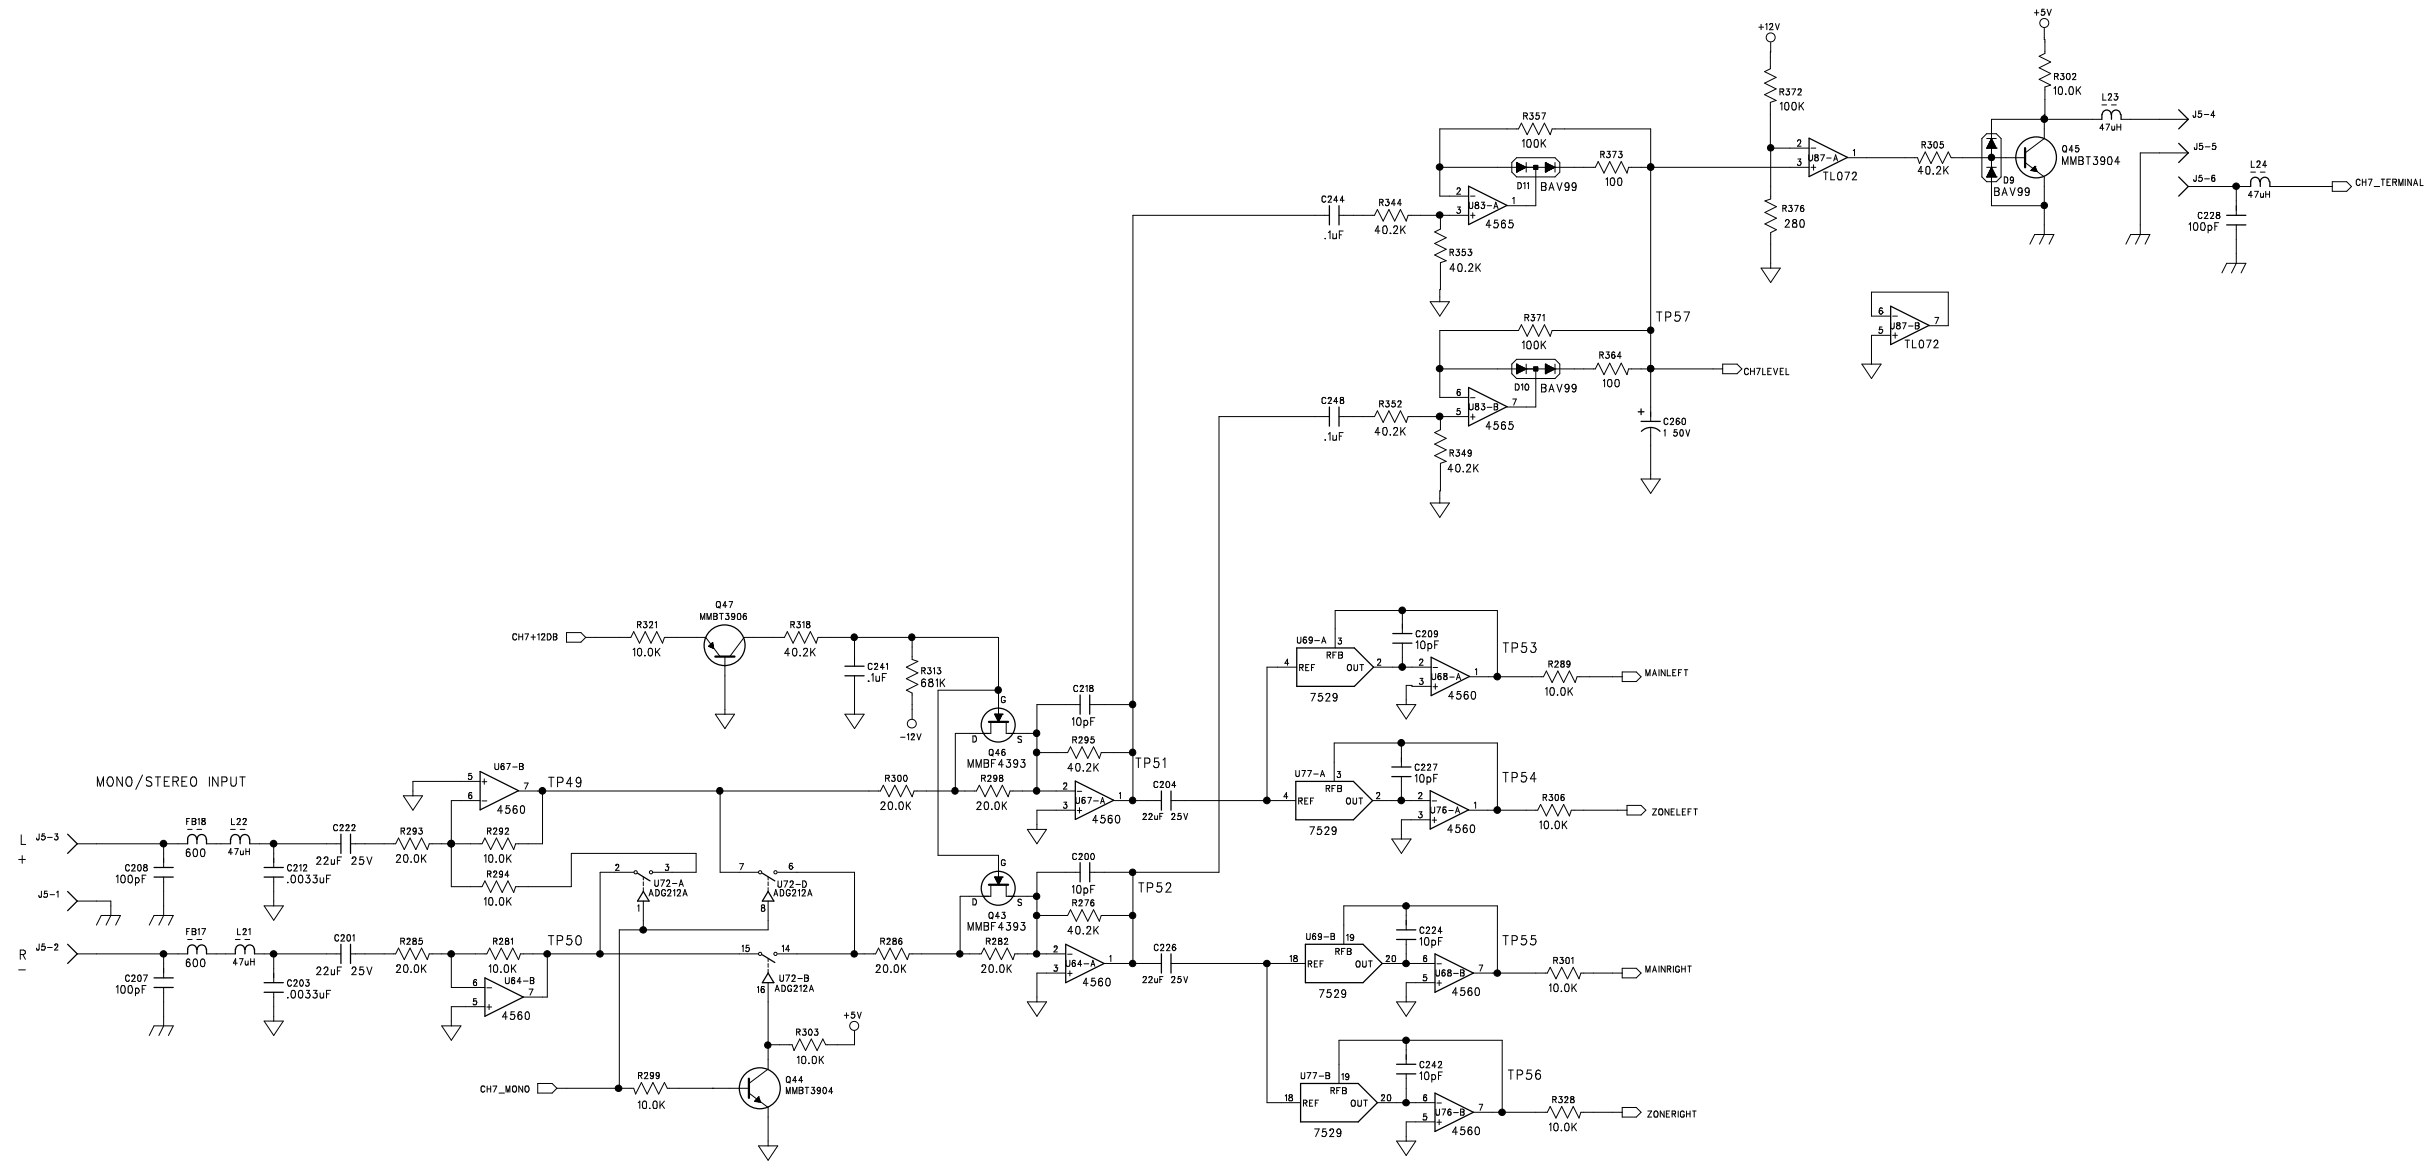 +5V
+12V
R302
10.0K
R372
100K
L23
47uH
J5-4
R357
100K
D11
BAV99
R373
100
2
3
U87-A
1
TL072
R305
40.2K
D9
BAV99
Q45
MMBT3904
J5-5
L24
47uH
J5-6
CH7_TERMINAL
C228
100pF
C244
.1uF
R344
40.2K
2
3
U83-A
1
4565
R353
40.2K
R376
280
TP57
R371
100K
6
5
U87-B
7
TL072
D10
BAV99
R364
100
CH7LEVEL
C248
.1uF
R352
40.2K
6
5
U83-B
7
4565
R349
40.2K
+
C260
1 50V
Q47
MMBT3906
CH7+12DB
R321
10.0K
R318
40.2K
C241
.1uF
R313
681K
-12V
U69-A
3
RFB
4
REF
OUT
2
7529
C209
10pF
2
3
U68-A
1
4560
TP53
R289
10.0K
MAINLEFT
G
D
S
Q46
MMBF4393
C218
10pF
R295
40.2K
TP51
U77-A
3
RFB
4
REF
OUT
2
7529
C227
10pF
2
3
U76-A
1
4560
TP54
R306
10.0K
ZONELEFT
MONO/STEREO INPUT
U67-B
5
6
7
4560
TP49
R300
20.0K
R298
20.0K
2
3
U67-A
1
4560
C204
22uF 25V
L
+
J5-3
C208
100pF
FB18
600
L22
47uH
C212
.0033uF
C222
22uF 25V
R293
20.0K
R292
10.0K
R294
10.0K
2
3
U72-A
ADG212A
1
7
6
U72-D
ADG212A
8
G
D
S
Q43
MMBF4393
C200
10pF
R276
40.2K
TP52
J5-1
R
-
J5-2
C207
100pF
FB17
600
L21
47uH
C203
.0033uF
C201
22uF 25V
R285
20.0K
R281
10.0K
U64-B
6
5
7
4560
TP50
15
14
U72-B
ADG212A
16
R286
20.0K
R282
20.0K
2
3
U64-A
1
4560
C226
22uF 25V
U69-B
19
RFB
18
REF
OUT
20
7529
C224
10pF
6
5
U68-B
7
4560
TP55
R301
10.0K
MAINRIGHT
+5V
R303
10.0K
CH7_MONO
R299
10.0K
Q44
MMBT3904
U77-B
19
RFB
18
REF
OUT
20
7529
C242
10pF
6
5
U76-B
7
4560
TP56
R328
10.0K
ZONERIGHT